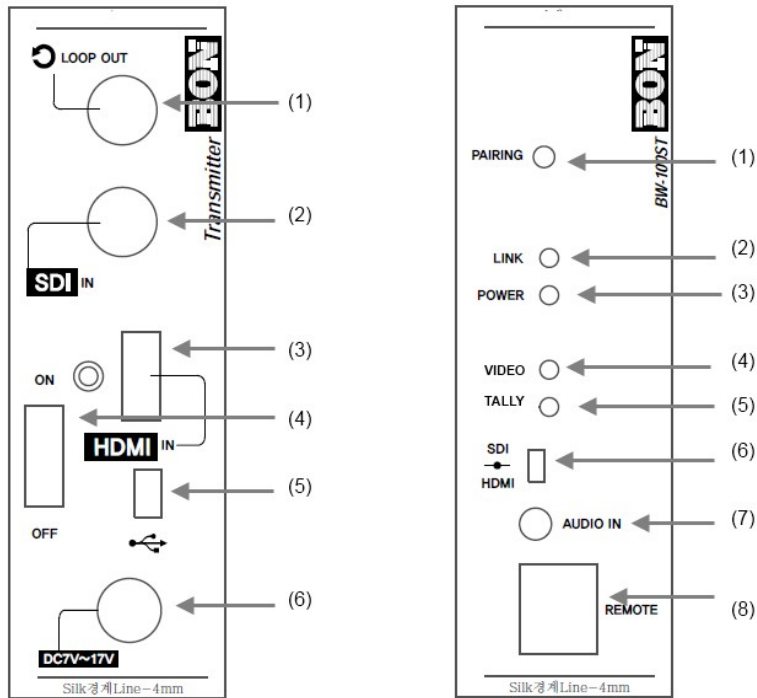 LOOP OUT
BON
Transmitter
(1)
(2)
SDI IN
(3)
ON
(4)
HDMI IN
(5)
OFF
(6)
DC7V~17V
Silk경계Line-4mm
BON
BW-100ST
PAIRING
(1)
LINK
(2)
POWER
(3)
VIDEO
(4)
TALLY
(5)
SDI
(6)
HDMI
AUDIO IN
(7)
REMOTE
(8)
Silk경계Line-4mm